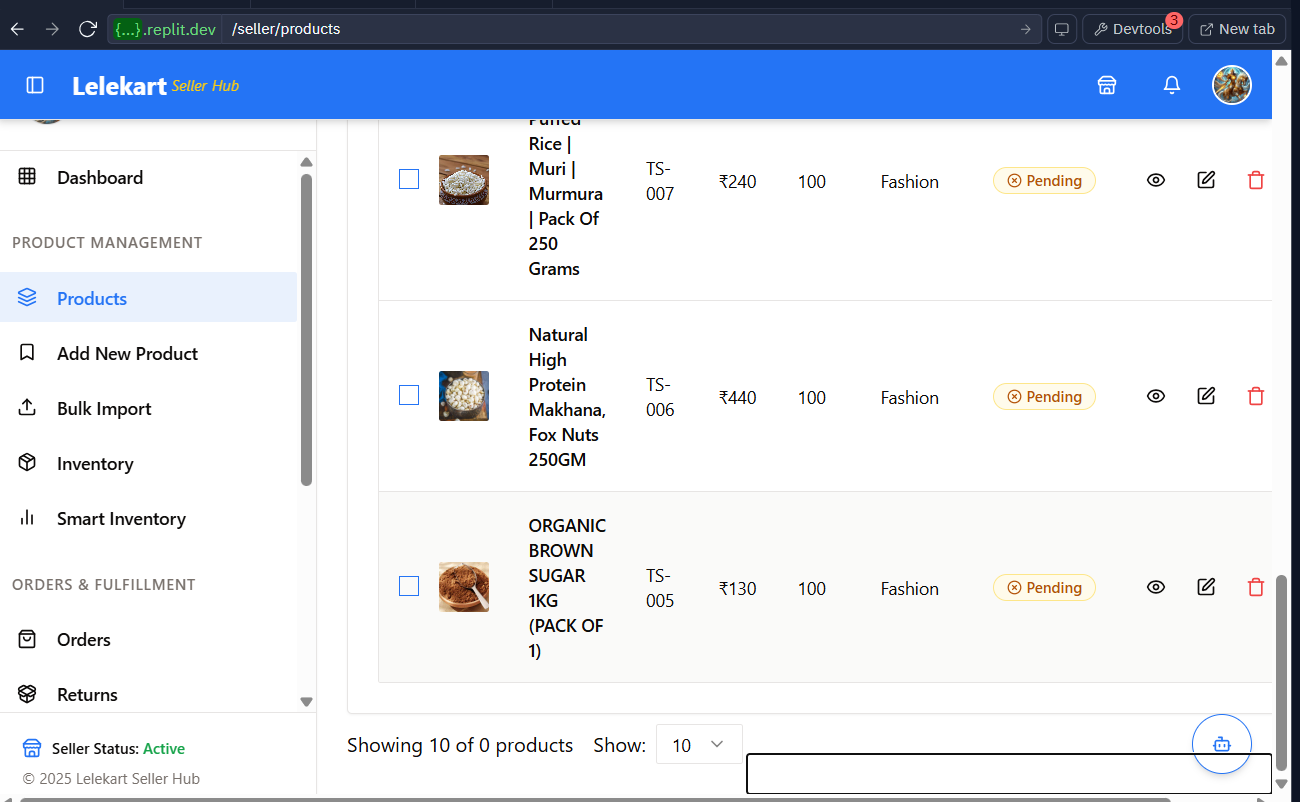 {...}.replit.dev /seller/products
Devtools 3
New tab
Lelekart Seller Hub
Dashboard
PRODUCT MANAGEMENT
Products
Add New Product
Bulk Import
Inventory
Smart Inventory
ORDERS & FULFILLMENT
Orders
Returns
Seller Status: Active
© 2025 Lelekart Seller Hub
Puffed
Rice |
Muri |
Murmura
| Pack Of
250
Grams
TS-
007
₹240
100
Fashion
Pending
Natural
High
Protein
Makhana,
Fox Nuts
250GM
TS-
006
₹440
100
Fashion
Pending
ORGANIC
BROWN
SUGAR
1KG
(PACK OF
1)
TS-
005
₹130
100
Fashion
Pending
Showing 10 of 0 products
Show:
10